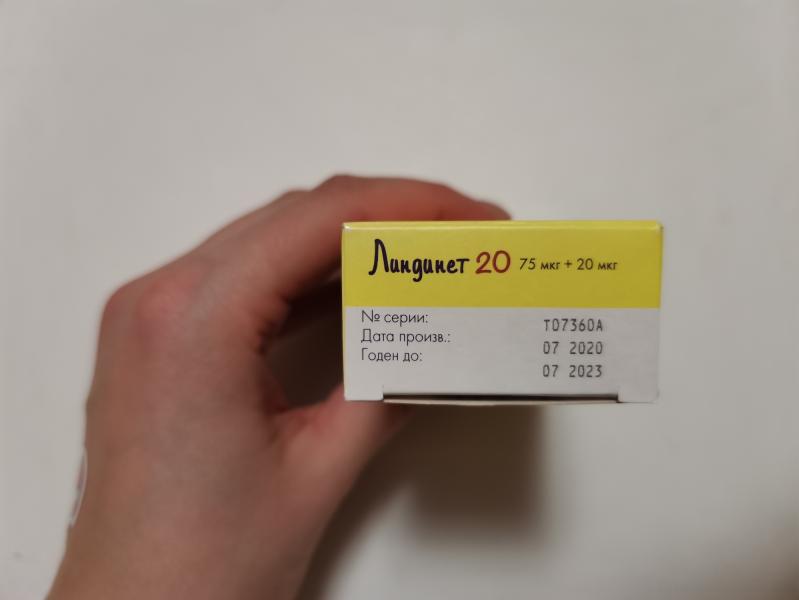 Линдинет 20 75 мкг + 20 мкг
№ серии: T07360A
Дата произв.: 07 2020
Годен до: 07 2023